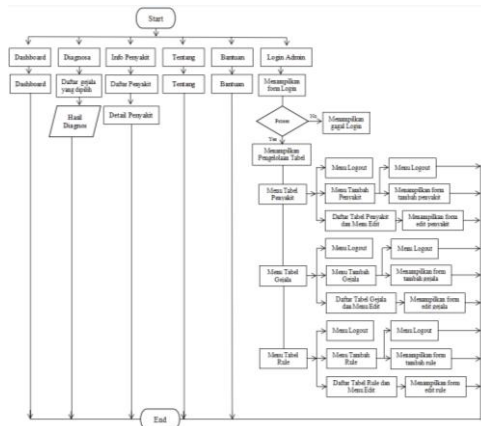 Start
Dashboard
Diagnosa
Info Penyakit
Tentang
Bantuan
Login Admin
Dashboard
Daftar gejala
yang dipilih
Daftar Penyakit
Tentang
Bantuan
Menampilkan
form Login
Hasil
Diagnosa
Detail Penyakit
Proses
No
Menampilkan
gagal Login
Yes
Menampilkan
Pengelolaan Tabel
Menu Tabel
Penyakit
Menu Logout
Menu Logout
Menu Tambah
Penyakit
Menampilkan form
tambah penyakit
Daftar Tabel Penyakit
dan Menu Edit
Menampilkan form
edit penyakit
Menu Tabel
Gejala
Menu Logout
Menu Logout
Menu Tambah
Gejala
Menampilkan form
tambah gejala
Daftar Tabel Gejala
dan Menu Edit
Menampilkan form
edit gejala
Menu Tabel
Rule
Menu Logout
Menu Logout
Menu Tambah
Rule
Menampilkan form
tambah rule
Daftar Tabel Rule dan
Menu Edit
Menampilkan form
edit rule
End